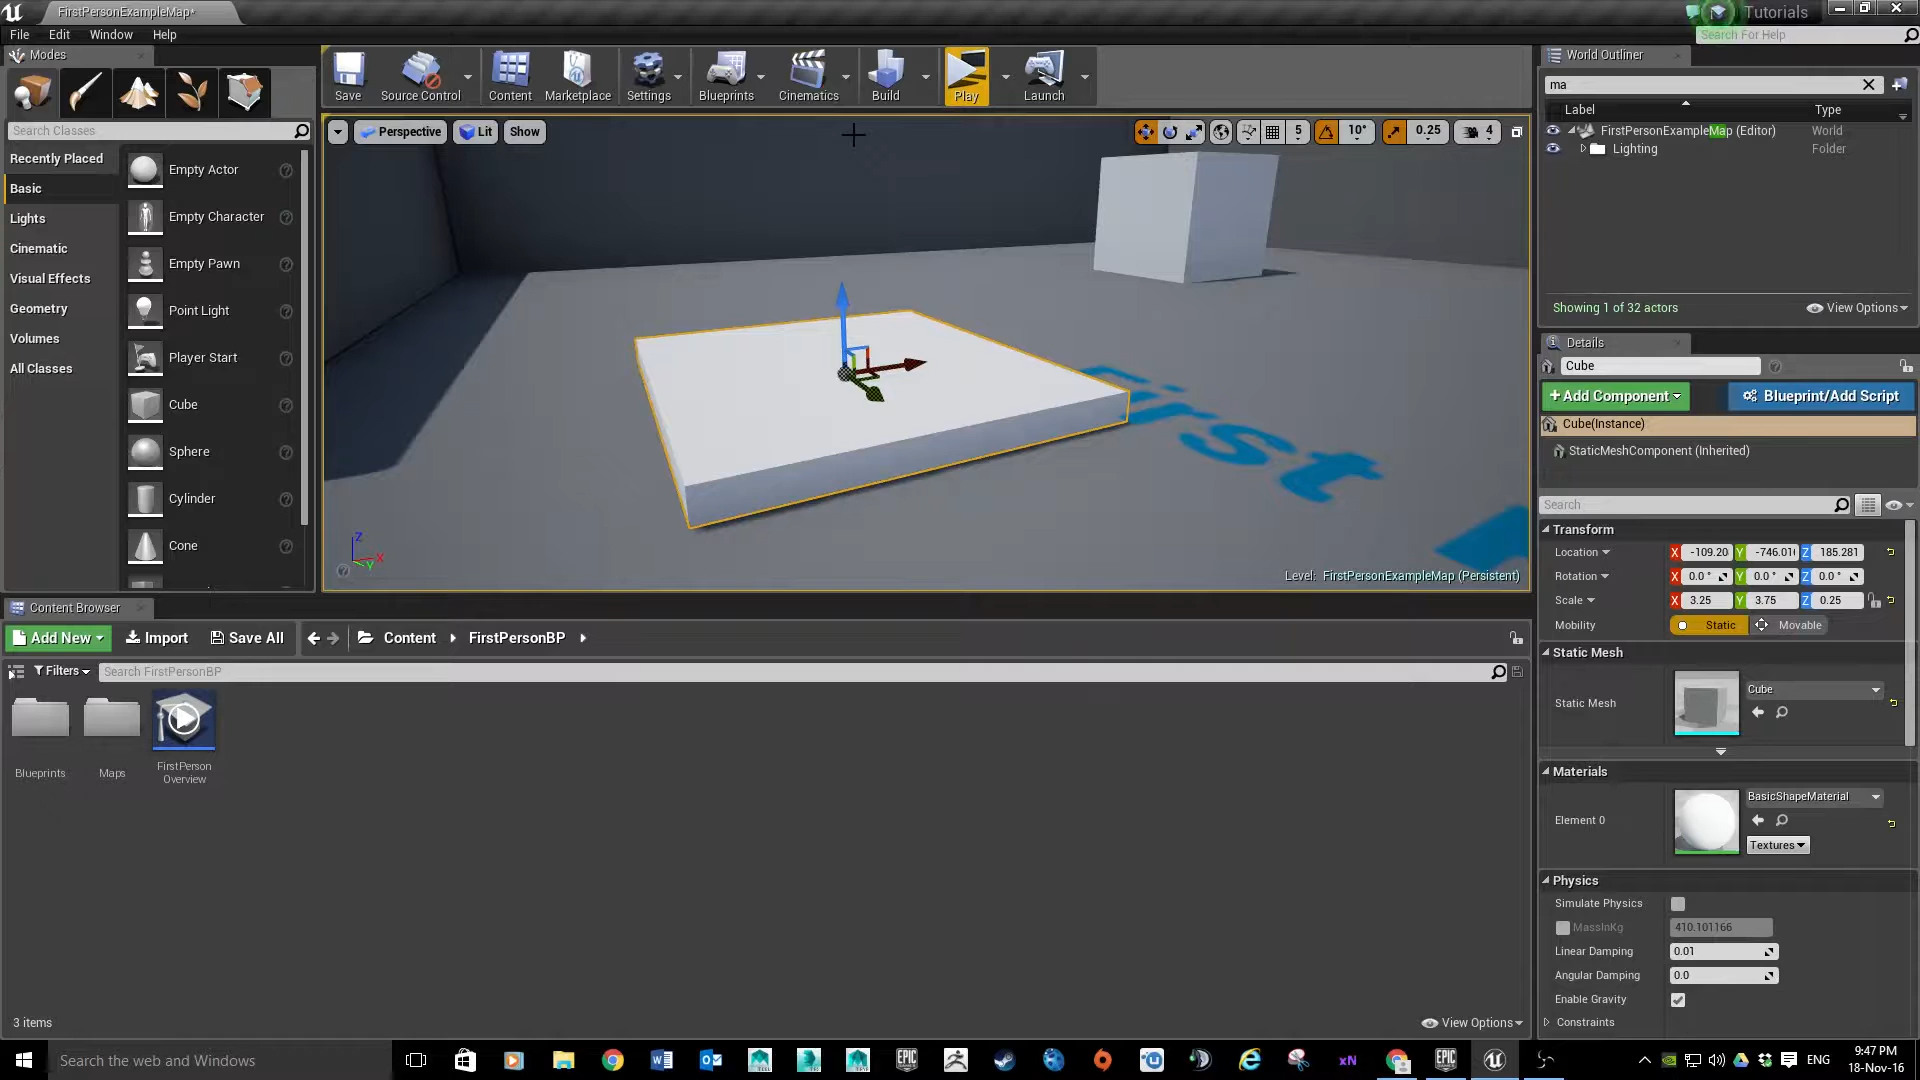 FirstPersonExampleMap*
Tutorials
File Edit Window Help
Search For Help
Modes
Save
Source Control
Content
Marketplace
Settings
Blueprints
Cinematics
Build
Play
Launch
World Outliner
ma
Label Type
FirstPersonExampleMap (Editor) World
Lighting Folder
Showing 1 of 32 actors
View Options
Search Classes
Recently Placed
Basic
Lights
Cinematic
Visual Effects
Geometry
Volumes
All Classes
Empty Actor
Empty Character
Empty Pawn
Point Light
Player Start
Cube
Sphere
Cylinder
Cone
Perspective Lit Show
5 10° 0.25 4
First
Z
X
Y
Level: FirstPersonExampleMap (Persistent)
Details
Cube
+ Add Component
Blueprint/Add Script
Cube(Instance)
StaticMeshComponent (Inherited)
Search
Transform
Location X -109.20 Y -746.01 Z 185.281
Rotation X 0.0 ° Y 0.0 ° Z 0.0 °
Scale X 3.25 Y 3.75 Z 0.25
Mobility Static Movable
Static Mesh
Static Mesh
Cube
Materials
Element 0
BasicShapeMaterial
Textures
Physics
Simulate Physics
MassInKg 410.101166
Linear Damping 0.01
Angular Damping 0.0
Enable Gravity
Constraints
Content Browser
Add New Import Save All Content FirstPersonBP
Filters
Search FirstPersonBP
Blueprints
Maps
FirstPerson
Overview
3 items
View Options
Search the web and Windows
EPIC
GAMES
xN
EPIC
GAMES
ENG
9:47 PM
18-Nov-16